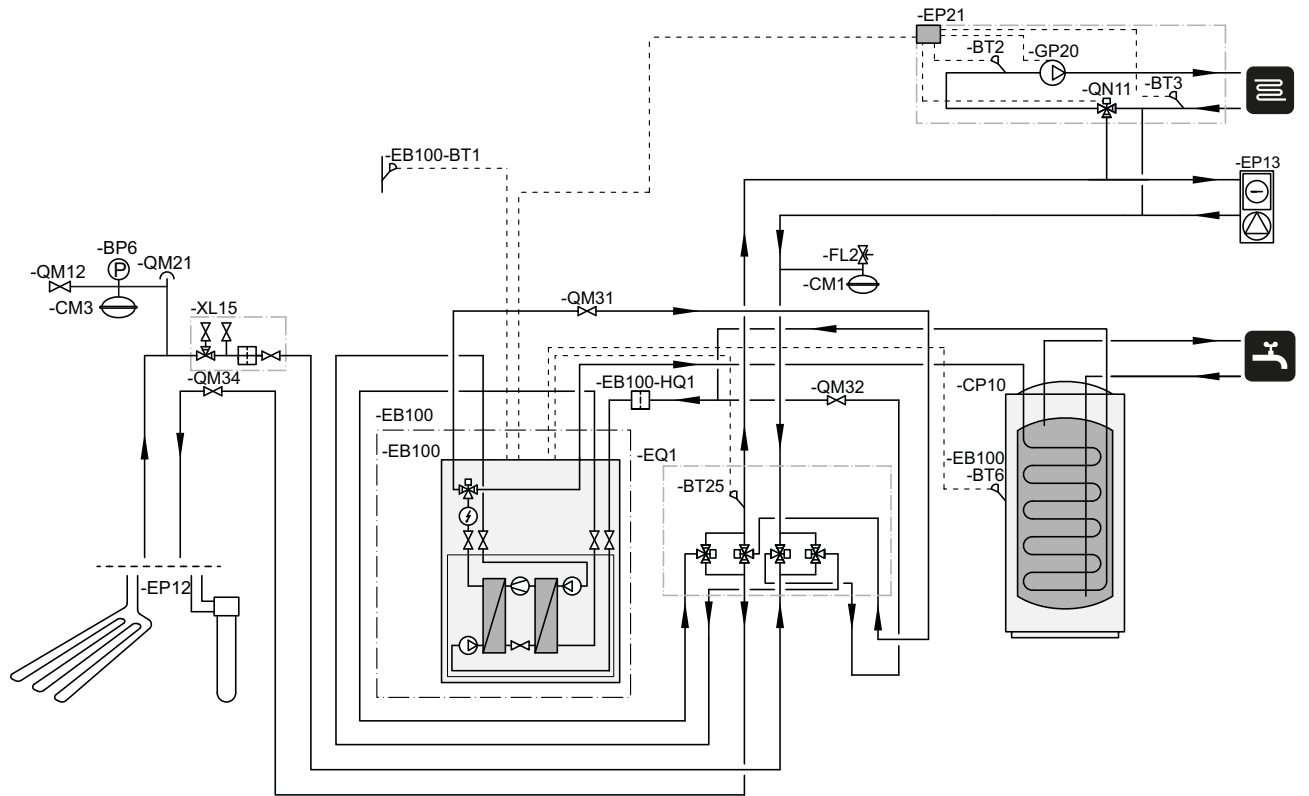 -EP21
-BT2
-GP20
-QN11
-BT3
-EB100-BT1
-EP13
-BP6
-QM21
-QM12
P
-CM3
-FL2
-CM1
-XL15
-QM31
-QM34
-EB100-HQ1
-QM32
-CP10
-EB100
-EB100
-EQ1
-EB100
-BT6
-BT25
-EP12